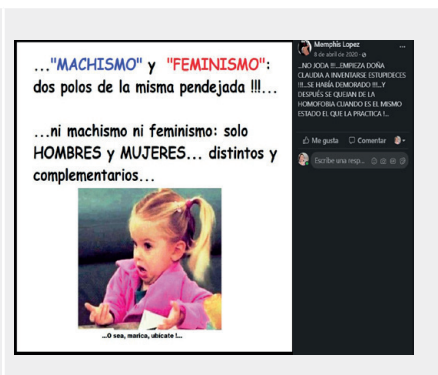 ..."MACHISMO" y "FEMINISMO":
dos polos de la misma pendejada !!!...
...ni machismo ni feminismo: solo
HOMBRES y MUJERES... distintos y
complementarios...
...O sea, marica, ubícate !...
Memphis Lopez
8 de abril de 2020
...NO JODA !!!...EMPIEZA DOÑA
CLAUDIA A INVENTARSE ESTUPIDECES
!!!...SE HABÍA DEMORADO !!!...Y
DESPUÉS SE QUEJAN DE LA
HOMOFOBIA CUANDO ES EL MISMO
ESTADO EL QUE LA PRACTICA !...
Me gusta Comentar
Escribe una resp...